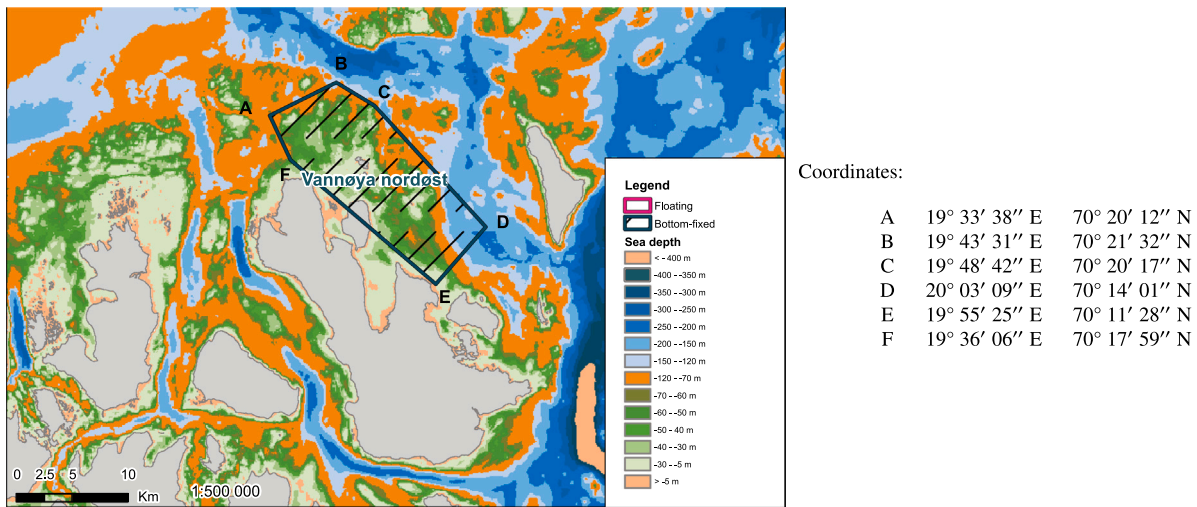 B
C
A
F
Vannøya nordøst
D
E
0 2.5 5 10
Km
1:500 000
Legend
Floating
Bottom-fixed
Sea depth
< - 400 m
-400 - -350 m
-350 - -300 m
-300 - -250 m
-250 - -200 m
-200 - -150 m
-150 - -120 m
-120 - -70 m
-70 - -60 m
-60 - -50 m
-50 - 40 m
-40 - -30 m
-30 - -5 m
> -5 m
Coordinates:
A 19° 33′ 38′′ E 70° 20′ 12′′ N
B 19° 43′ 31′′ E 70° 21′ 32′′ N
C 19° 48′ 42′′ E 70° 20′ 17′′ N
D 20° 03′ 09′′ E 70° 14′ 01′′ N
E 19° 55′ 25′′ E 70° 11′ 28′′ N
F 19° 36′ 06′′ E 70° 17′ 59′′ N